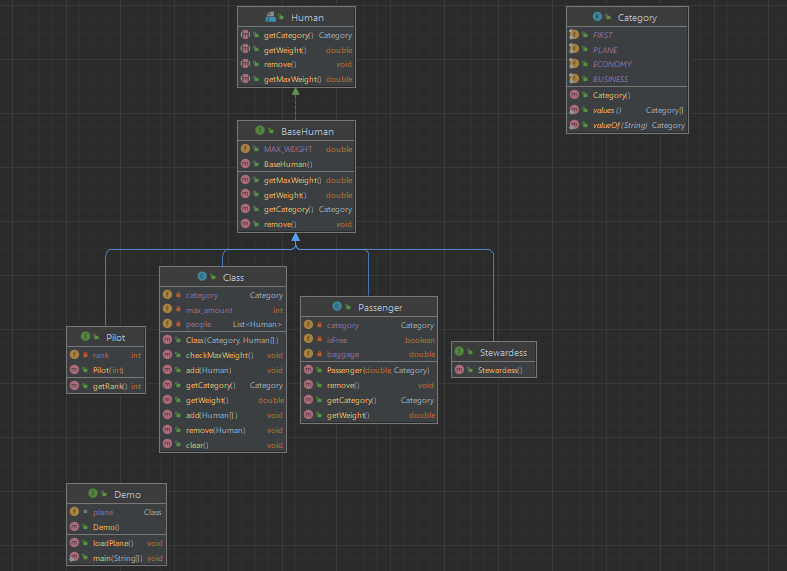 Human
getCategory() Category
getWeight() double
remove() void
getMaxWeight() double
Category
FIRST
PLANE
ECONOMY
BUSINESS
Category()
values () Category[]
valueOf(String) Category
BaseHuman
MAX_WEIGHT double
BaseHuman()
getMaxWeight() double
getWeight() double
getCategory() Category
remove() void
Class
category Category
max_amount int
people List<Human>
Class(Category, Human[])
checkMaxWeight() void
add(Human) void
getCategory() Category
getWeight() double
add(Human[]) void
remove(Human) void
clear() void
Passenger
category Category
isFree boolean
baggage double
Passenger(double, Category)
remove() void
getCategory() Category
getWeight() double
Pilot
rank int
Pilot(int)
getRank() int
Stewardess
Stewardess()
Demo
plane Class
Demo()
loadPlane() void
main(String[]) void